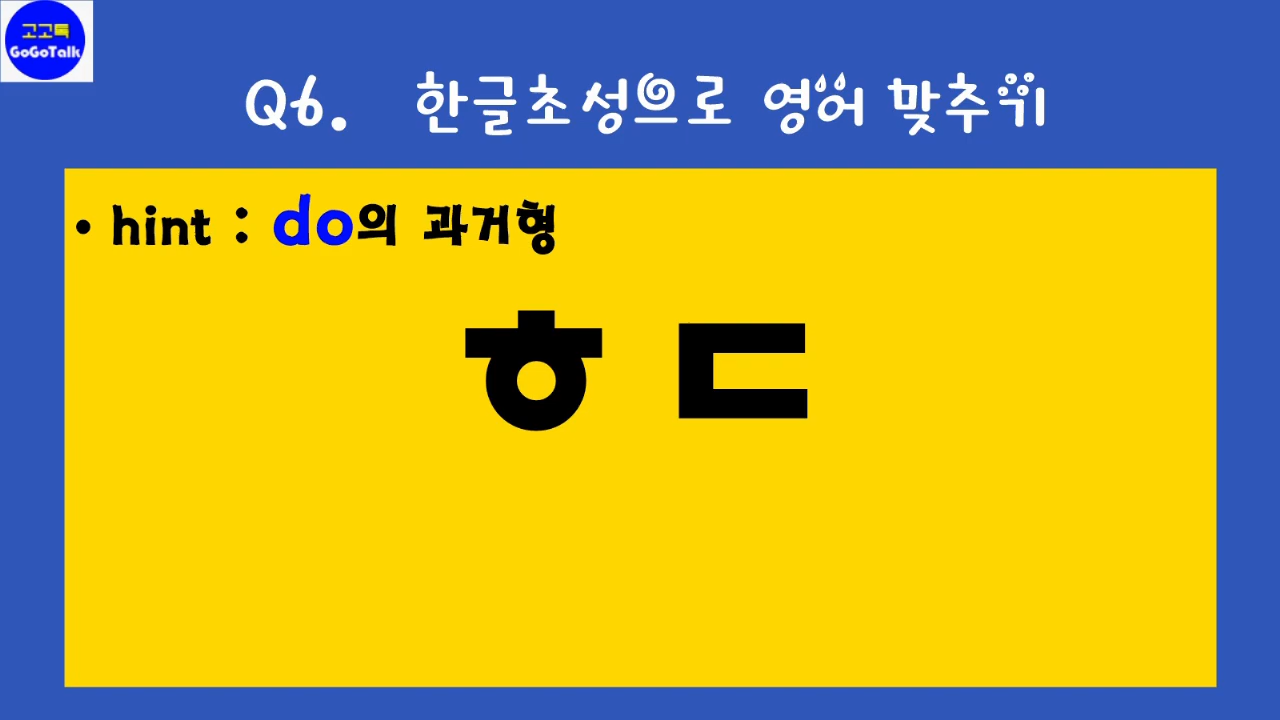 고고톡
GoGoTalk
Q6. 한글초성으로 영어 맞추기
• hint : do의 과거형
ㅎ ㄷ